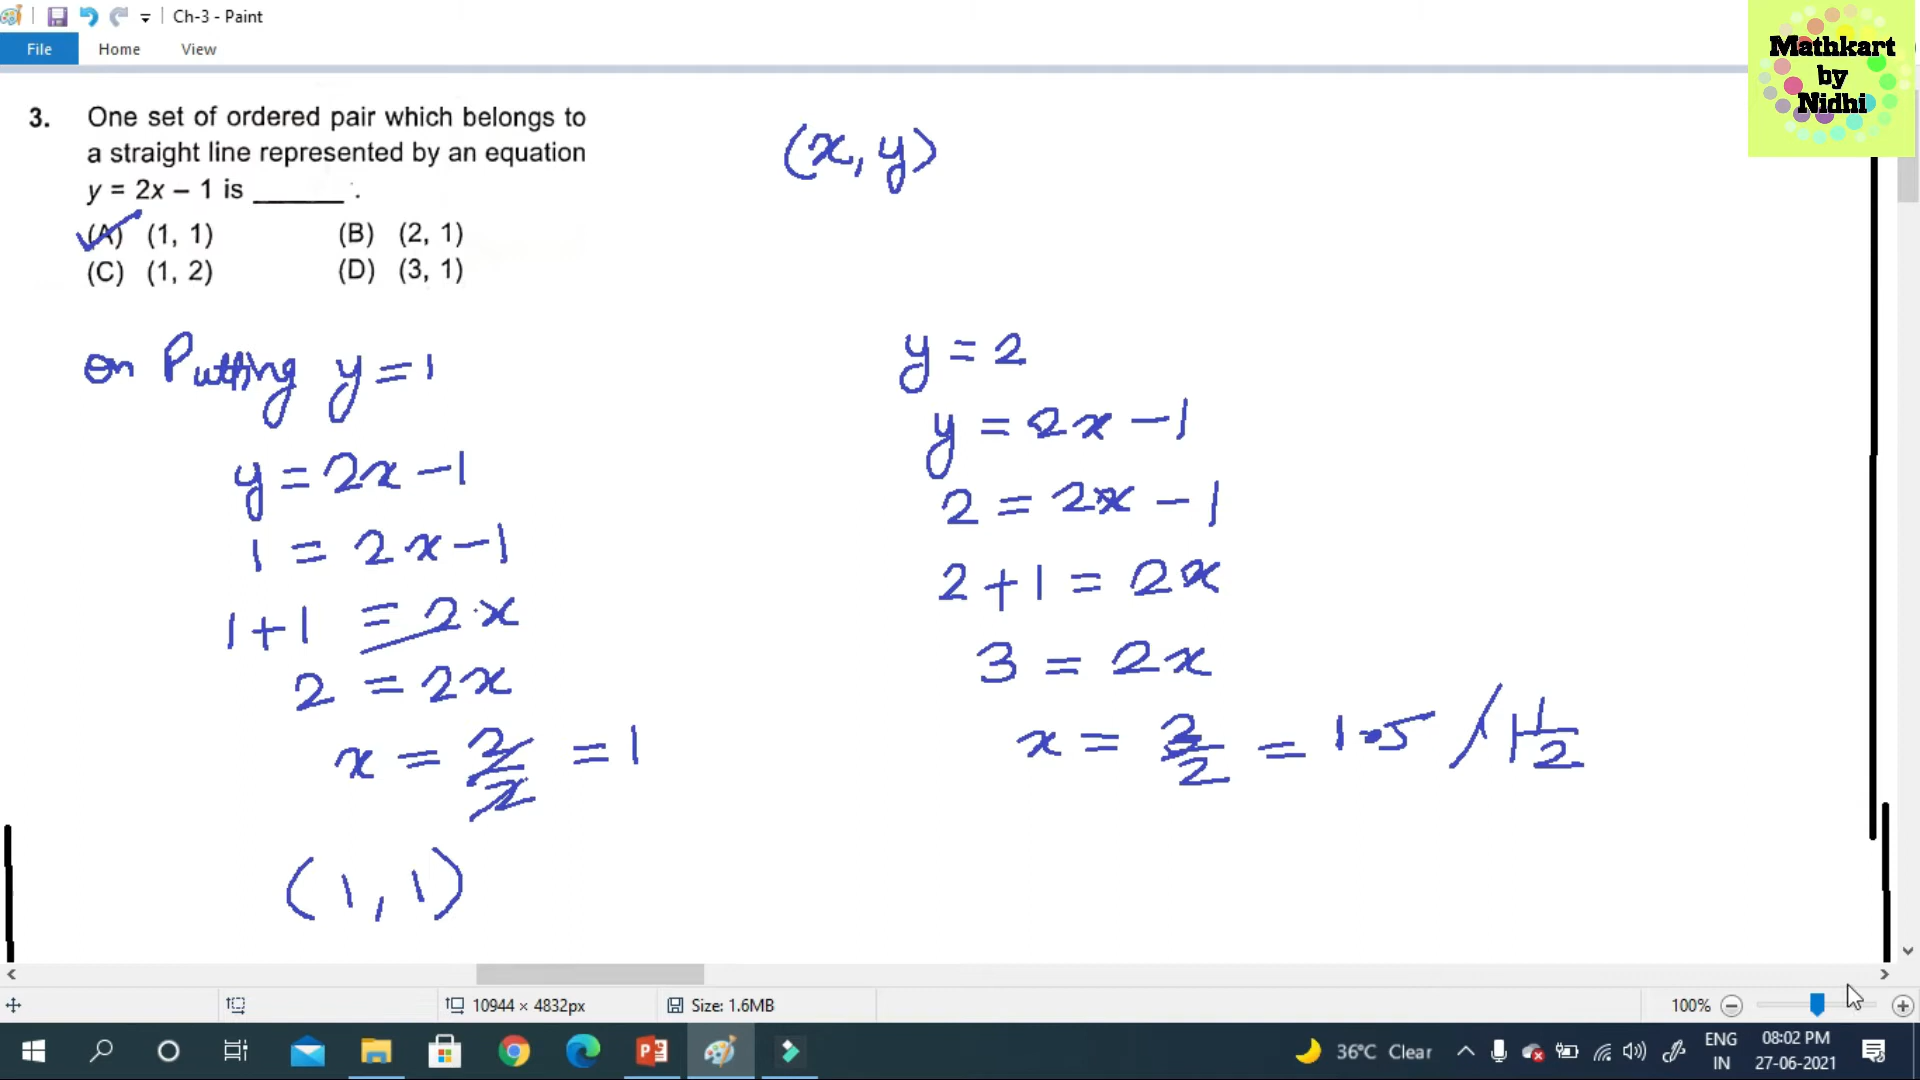 Ch-3 - Paint
File Home View
Mathkart
by
Nidhi
3. One set of ordered pair which belongs to
a straight line represented by an equation
y = 2x – 1 is ______ .
(A) (1, 1) (B) (2, 1)
(C) (1, 2) (D) (3, 1)
(x, y)
on Putting y = 1
y = 2x - 1
1 = 2x - 1
1 + 1 = 2x
2 = 2x
x = 2/2 = 1
(1, 1)
y = 2
y = 2x - 1
2 = 2x - 1
2 + 1 = 2x
3 = 2x
x = 3/2 = 1.5 / 1 1/2
10944 × 4832px Size: 1.6MB 100%
36°C Clear
ENG
IN
08:02 PM
27-06-2021